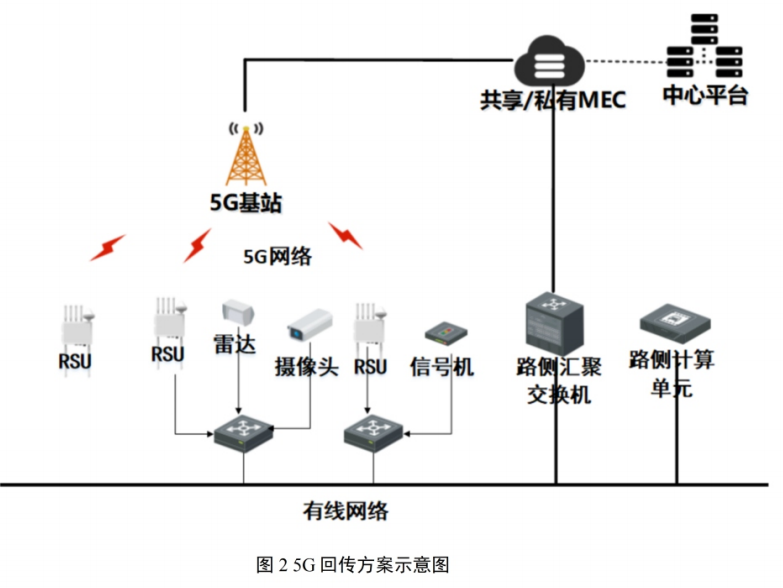 共享/私有MEC
中心平台
5G基站
5G网络
RSU
RSU
雷达
摄像头
RSU
信号机
路侧汇聚
交换机
路侧计算
单元
有线网络
图 2 5G 回传方案示意图